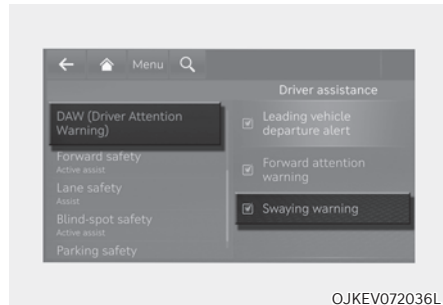 Menu
Driver assistance
DAW (Driver Attention
Warning)
Forward safety
Active assist
Lane safety
Assist
Blind-spot safety
Active assist
Parking safety
Leading vehicle
departure alert
Forward attention
warning
Swaying warning
OJKEV072036L